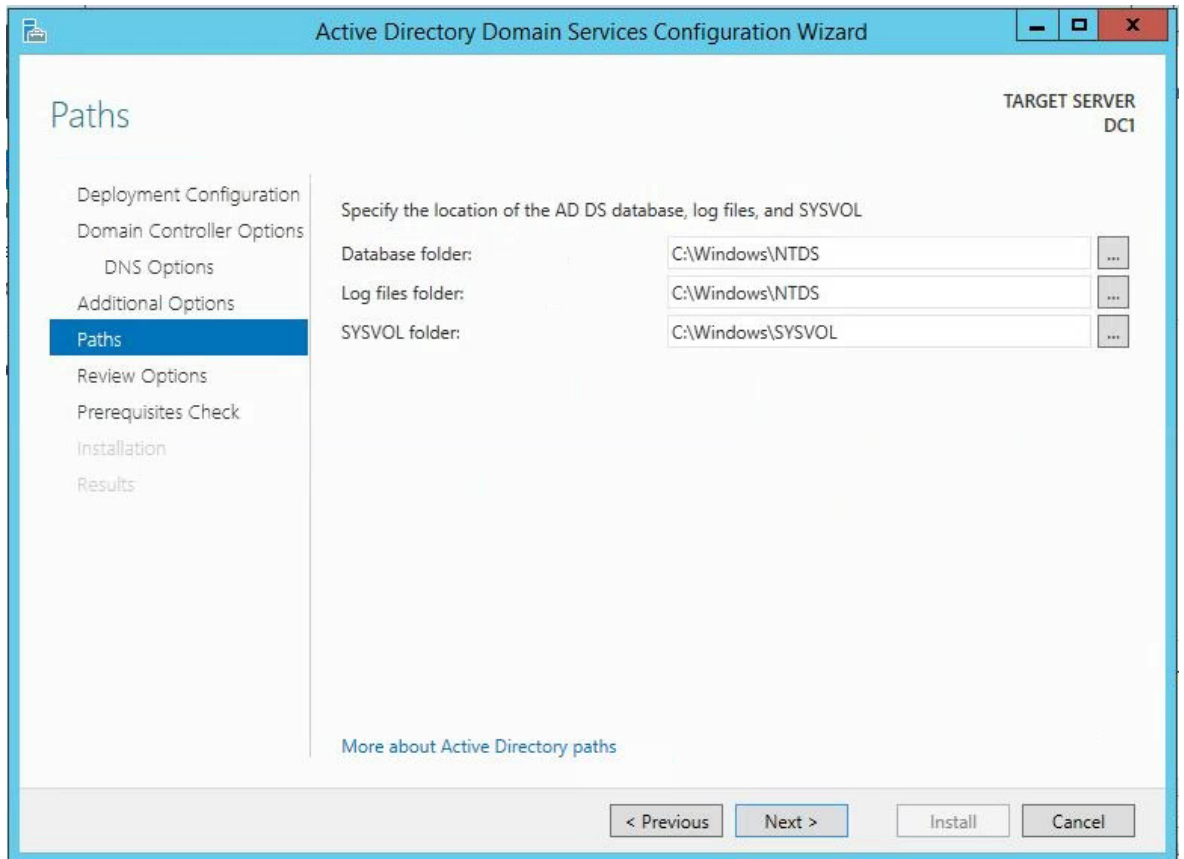 Active Directory Domain Services Configuration Wizard
Paths
TARGET SERVER
DC1
Deployment Configuration
Domain Controller Options
DNS Options
Additional Options
Paths
Review Options
Prerequisites Check
Installation
Results
Specify the location of the AD DS database, log files, and SYSVOL
Database folder: C:\Windows\NTDS ...
Log files folder: C:\Windows\NTDS ...
SYSVOL folder: C:\Windows\SYSVOL ...
More about Active Directory paths
< Previous Next > Install Cancel